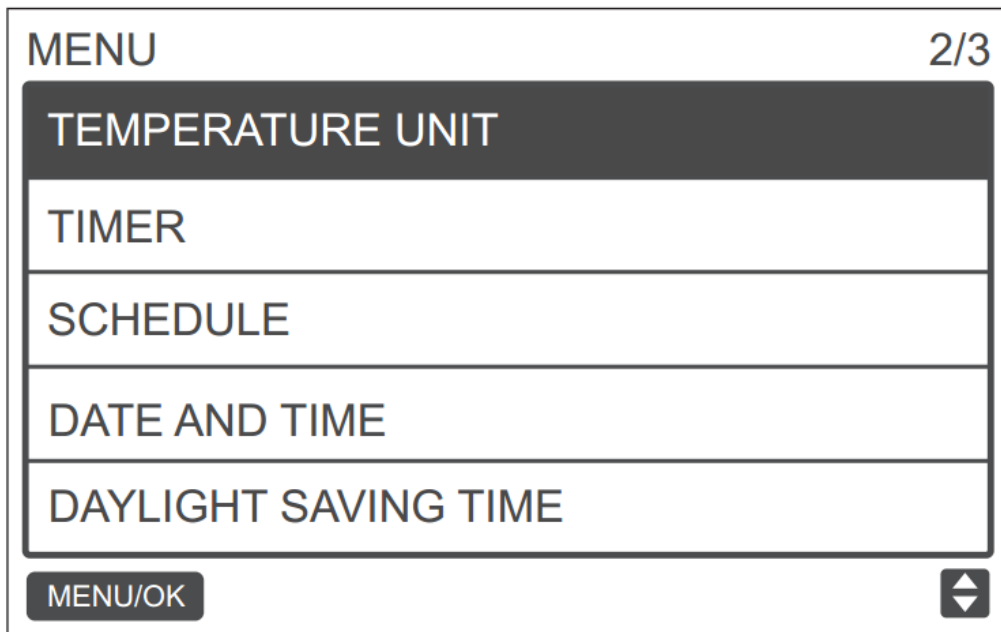 MENU 2/3
TEMPERATURE UNIT
TIMER
SCHEDULE
DATE AND TIME
DAYLIGHT SAVING TIME
MENU/OK